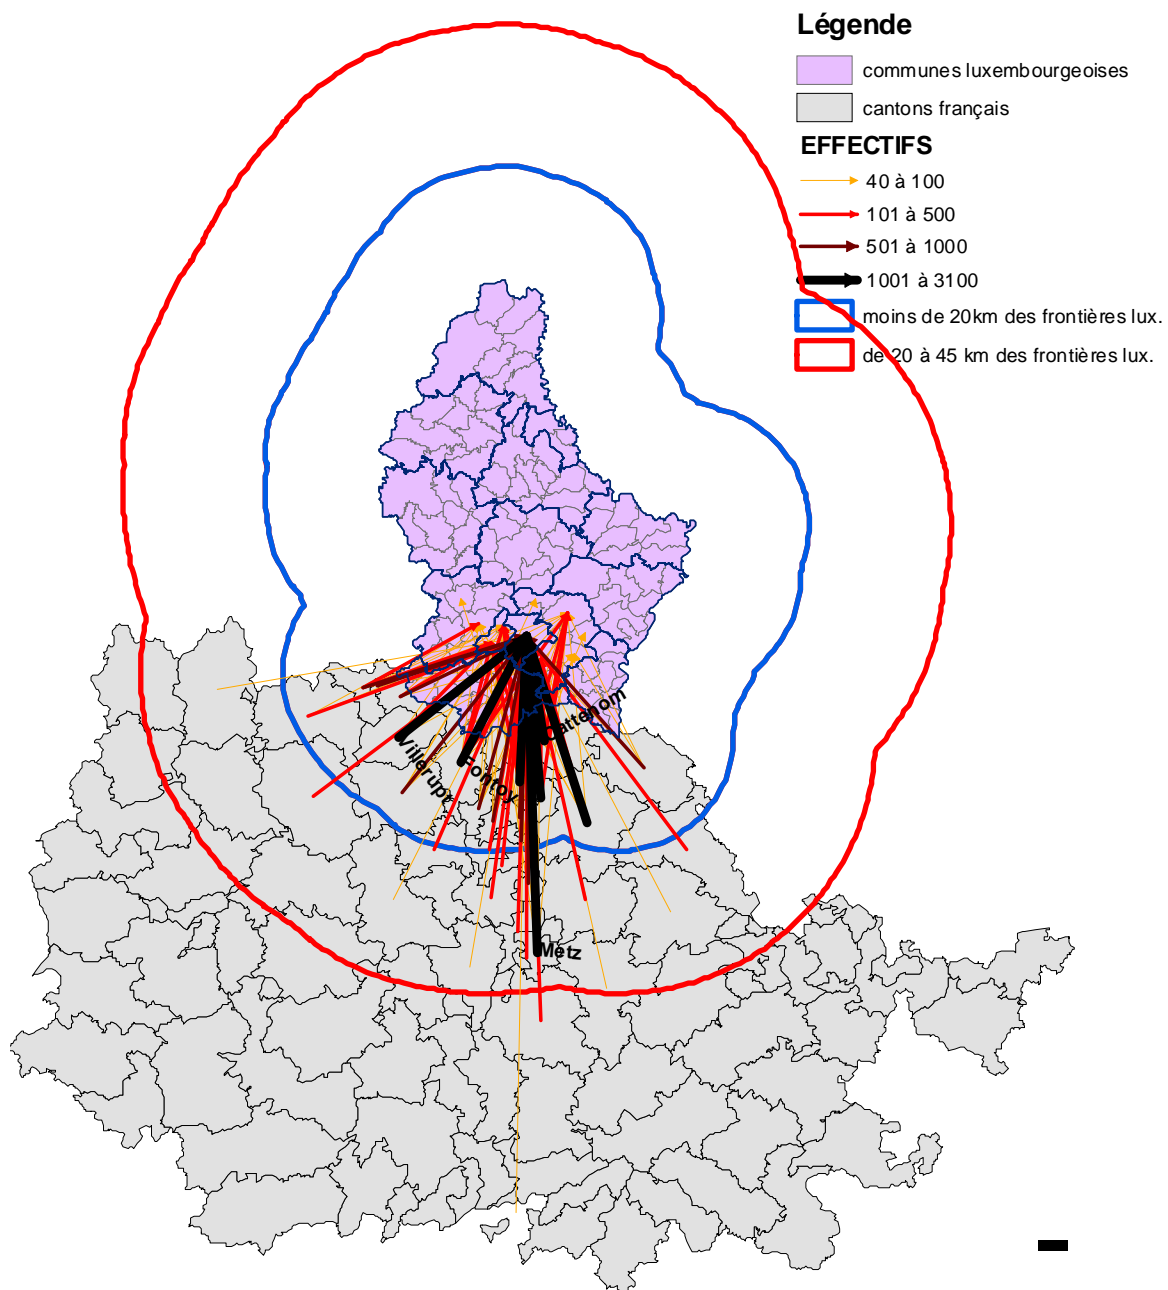 Légende
communes luxembourgeoises
cantons français
EFFECTIFS
40 à 100
101 à 500
501 à 1000
1001 à 3100
moins de 20km des frontières lux.
de 20 à 45 km des frontières lux.
Cattenom
Villerupt
Fontoy
Metz